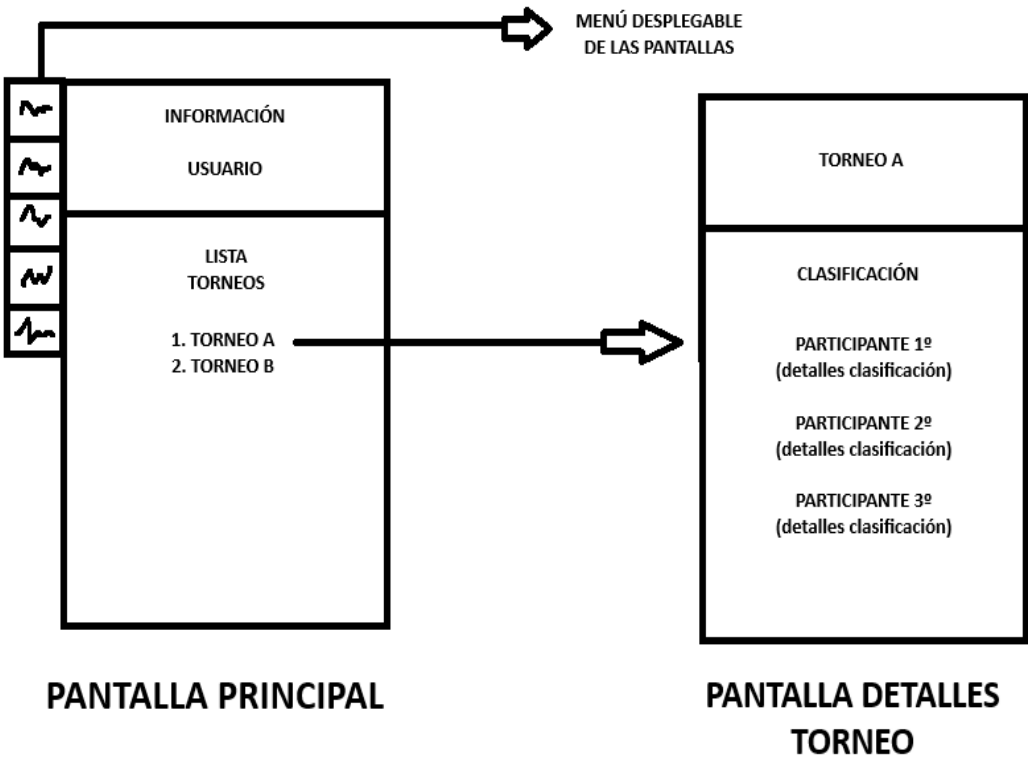 MENÚ DESPLEGABLE
DE LAS PANTALLAS
INFORMACIÓN
USUARIO
LISTA
TORNEOS
1. TORNEO A
2. TORNEO B
PANTALLA PRINCIPAL
TORNEO A
CLASIFICACIÓN
PARTICIPANTE 1º
(detalles clasificación)
PARTICIPANTE 2º
(detalles clasificación)
PARTICIPANTE 3º
(detalles clasificación)
PANTALLA DETALLES
TORNEO